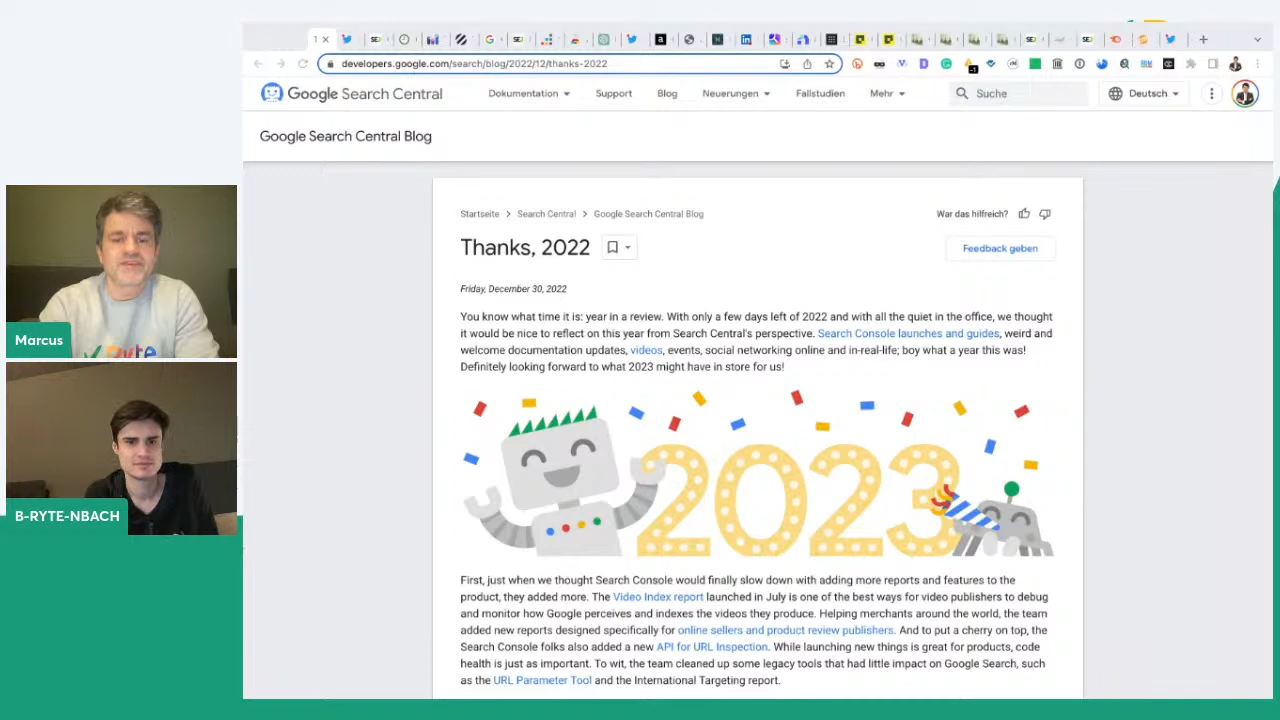 developers.google.com/search/blog/2022/12/thanks-2022
Google Search Central
Dokumentation
Support
Blog
Neuerungen
Fallstudien
Mehr
Suche
Deutsch
Google Search Central Blog
Startseite > Search Central > Google Search Central Blog
War das hilfreich?
Thanks, 2022
Feedback geben
Friday, December 30, 2022
You know what time it is: year in a review. With only a few days left of 2022 and with all the quiet in the office, we thought
it would be nice to reflect on this year from Search Central's perspective. Search Console launches and guides, weird and
welcome documentation updates, videos, events, social networking online and in-real-life; boy what a year this was!
Definitely looking forward to what 2023 might have in store for us!
2023
First, just when we thought Search Console would finally slow down with adding more reports and features to the
product, they added more. The Video Index report launched in July is one of the best ways for video publishers to debug
and monitor how Google perceives and indexes the videos they produce. Helping merchants around the world, the team
added new reports designed specifically for online sellers and product review publishers. And to put a cherry on top, the
Search Console folks also added a new API for URL Inspection. While launching new things is great for products, code
health is just as important. To wit, the team cleaned up some legacy tools that had little impact on Google Search, such
as the URL Parameter Tool and the International Targeting report.
Marcus
B-RYTE-NBACH